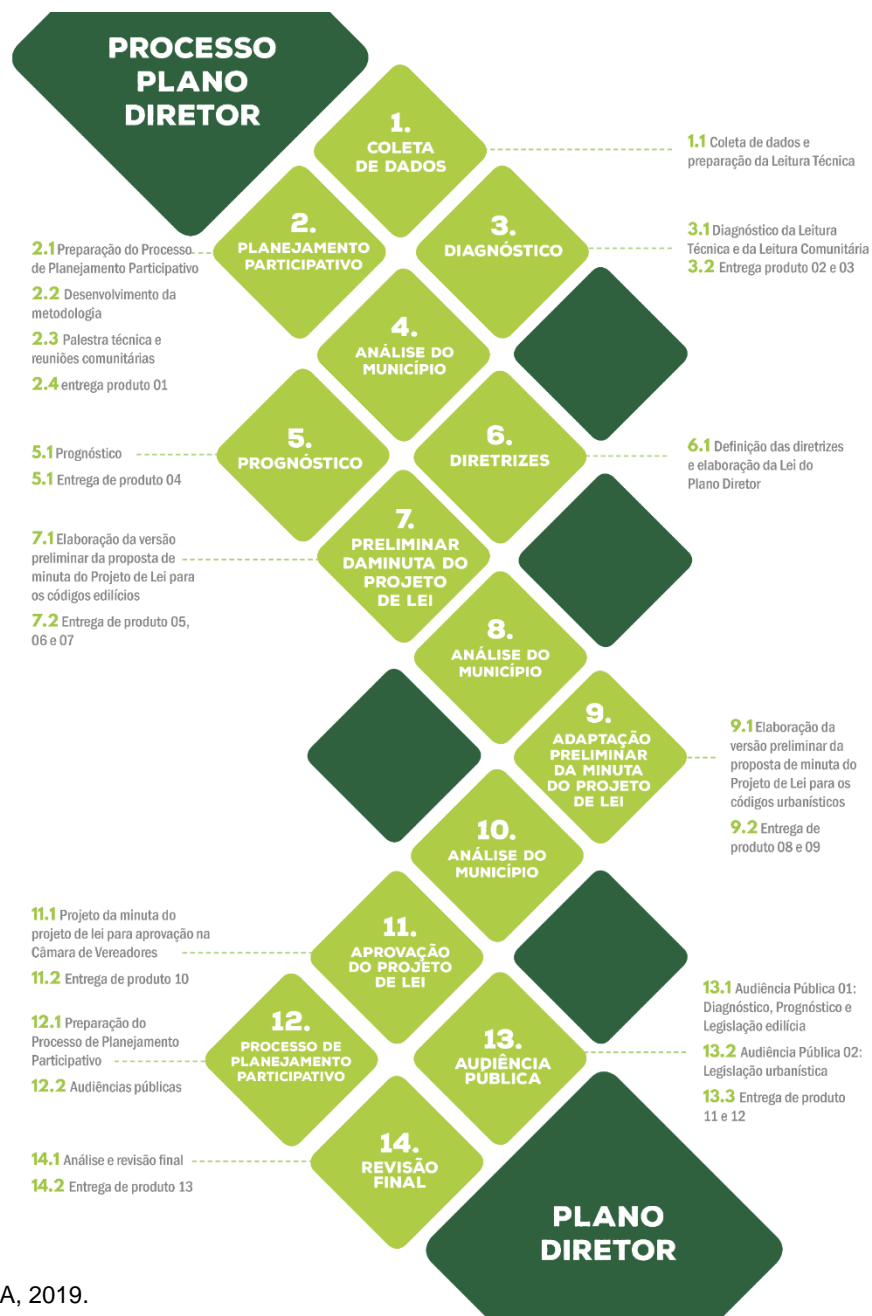 PROCESSO
PLANO
DIRETOR
1.
COLETA
DE DADOS
1.1 Coleta de dados e
preparação da Leitura Técnica
2.
PLANEJAMENTO
PARTICIPATIVO
2.1 Preparação do Processo
de Planejamento Participativo
2.2 Desenvolvimento da
metodologia
2.3 Palestra técnica e
reuniões comunitárias
2.4 entrega produto 01
3.
DIAGNÓSTICO
3.1 Diagnóstico da Leitura
Técnica e da Leitura Comunitária
3.2 Entrega produto 02 e 03
4.
ANÁLISE DO
MUNICÍPIO
5.
PROGNÓSTICO
5.1 Prognóstico
5.1 Entrega de produto 04
6.
DIRETRIZES
6.1 Definição das diretrizes
e elaboração da Lei do
Plano Diretor
7.
PRELIMINAR
DAMINUTA DO
PROJETO
DE LEI
7.1 Elaboração da versão
preliminar da proposta de
minuta do Projeto de Lei para
os códigos edilícios
7.2 Entrega de produto 05,
06 e 07
8.
ANÁLISE DO
MUNICÍPIO
9.
ADAPTAÇÃO
PRELIMINAR
DA MINUTA
DO PROJETO
DE LEI
9.1 Elaboração da
versão preliminar da
proposta de minuta do
Projeto de Lei para os
códigos urbanísticos
9.2 Entrega de
produto 08 e 09
10.
ANÁLISE DO
MUNICÍPIO
11.
APROVAÇÃO
DO PROJETO
DE LEI
11.1 Projeto da minuta do
projeto de lei para aprovação na
Câmara de Vereadores
11.2 Entrega de produto 10
12.
PROCESSO DE
PLANEJAMENTO
PARTICIPATIVO
12.1 Preparação do
Processo de Planejamento
Participativo
12.2 Audiências públicas
13.
AUDIÊNCIA
PÚBLICA
13.1 Audiência Pública 01:
Diagnóstico, Prognóstico e
Legislação edilícia
13.2 Audiência Pública 02:
Legislação urbanística
13.3 Entrega de produto
11 e 12
14.
REVISÃO
FINAL
14.1 Análise e revisão final
14.2 Entrega de produto 13
PLANO
DIRETOR
A, 2019.